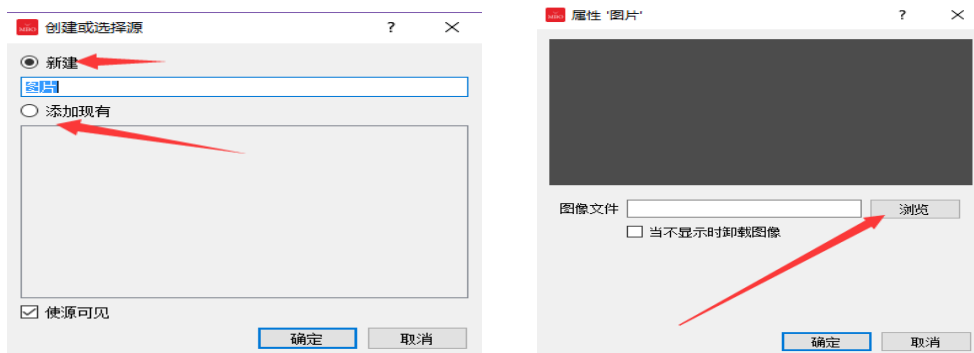 创建或选择源
?
新建
图片
添加现有
使源可见
确定 取消
属性 '图片'
?
图像文件 浏览
当不显示时卸载图像
确定 取消